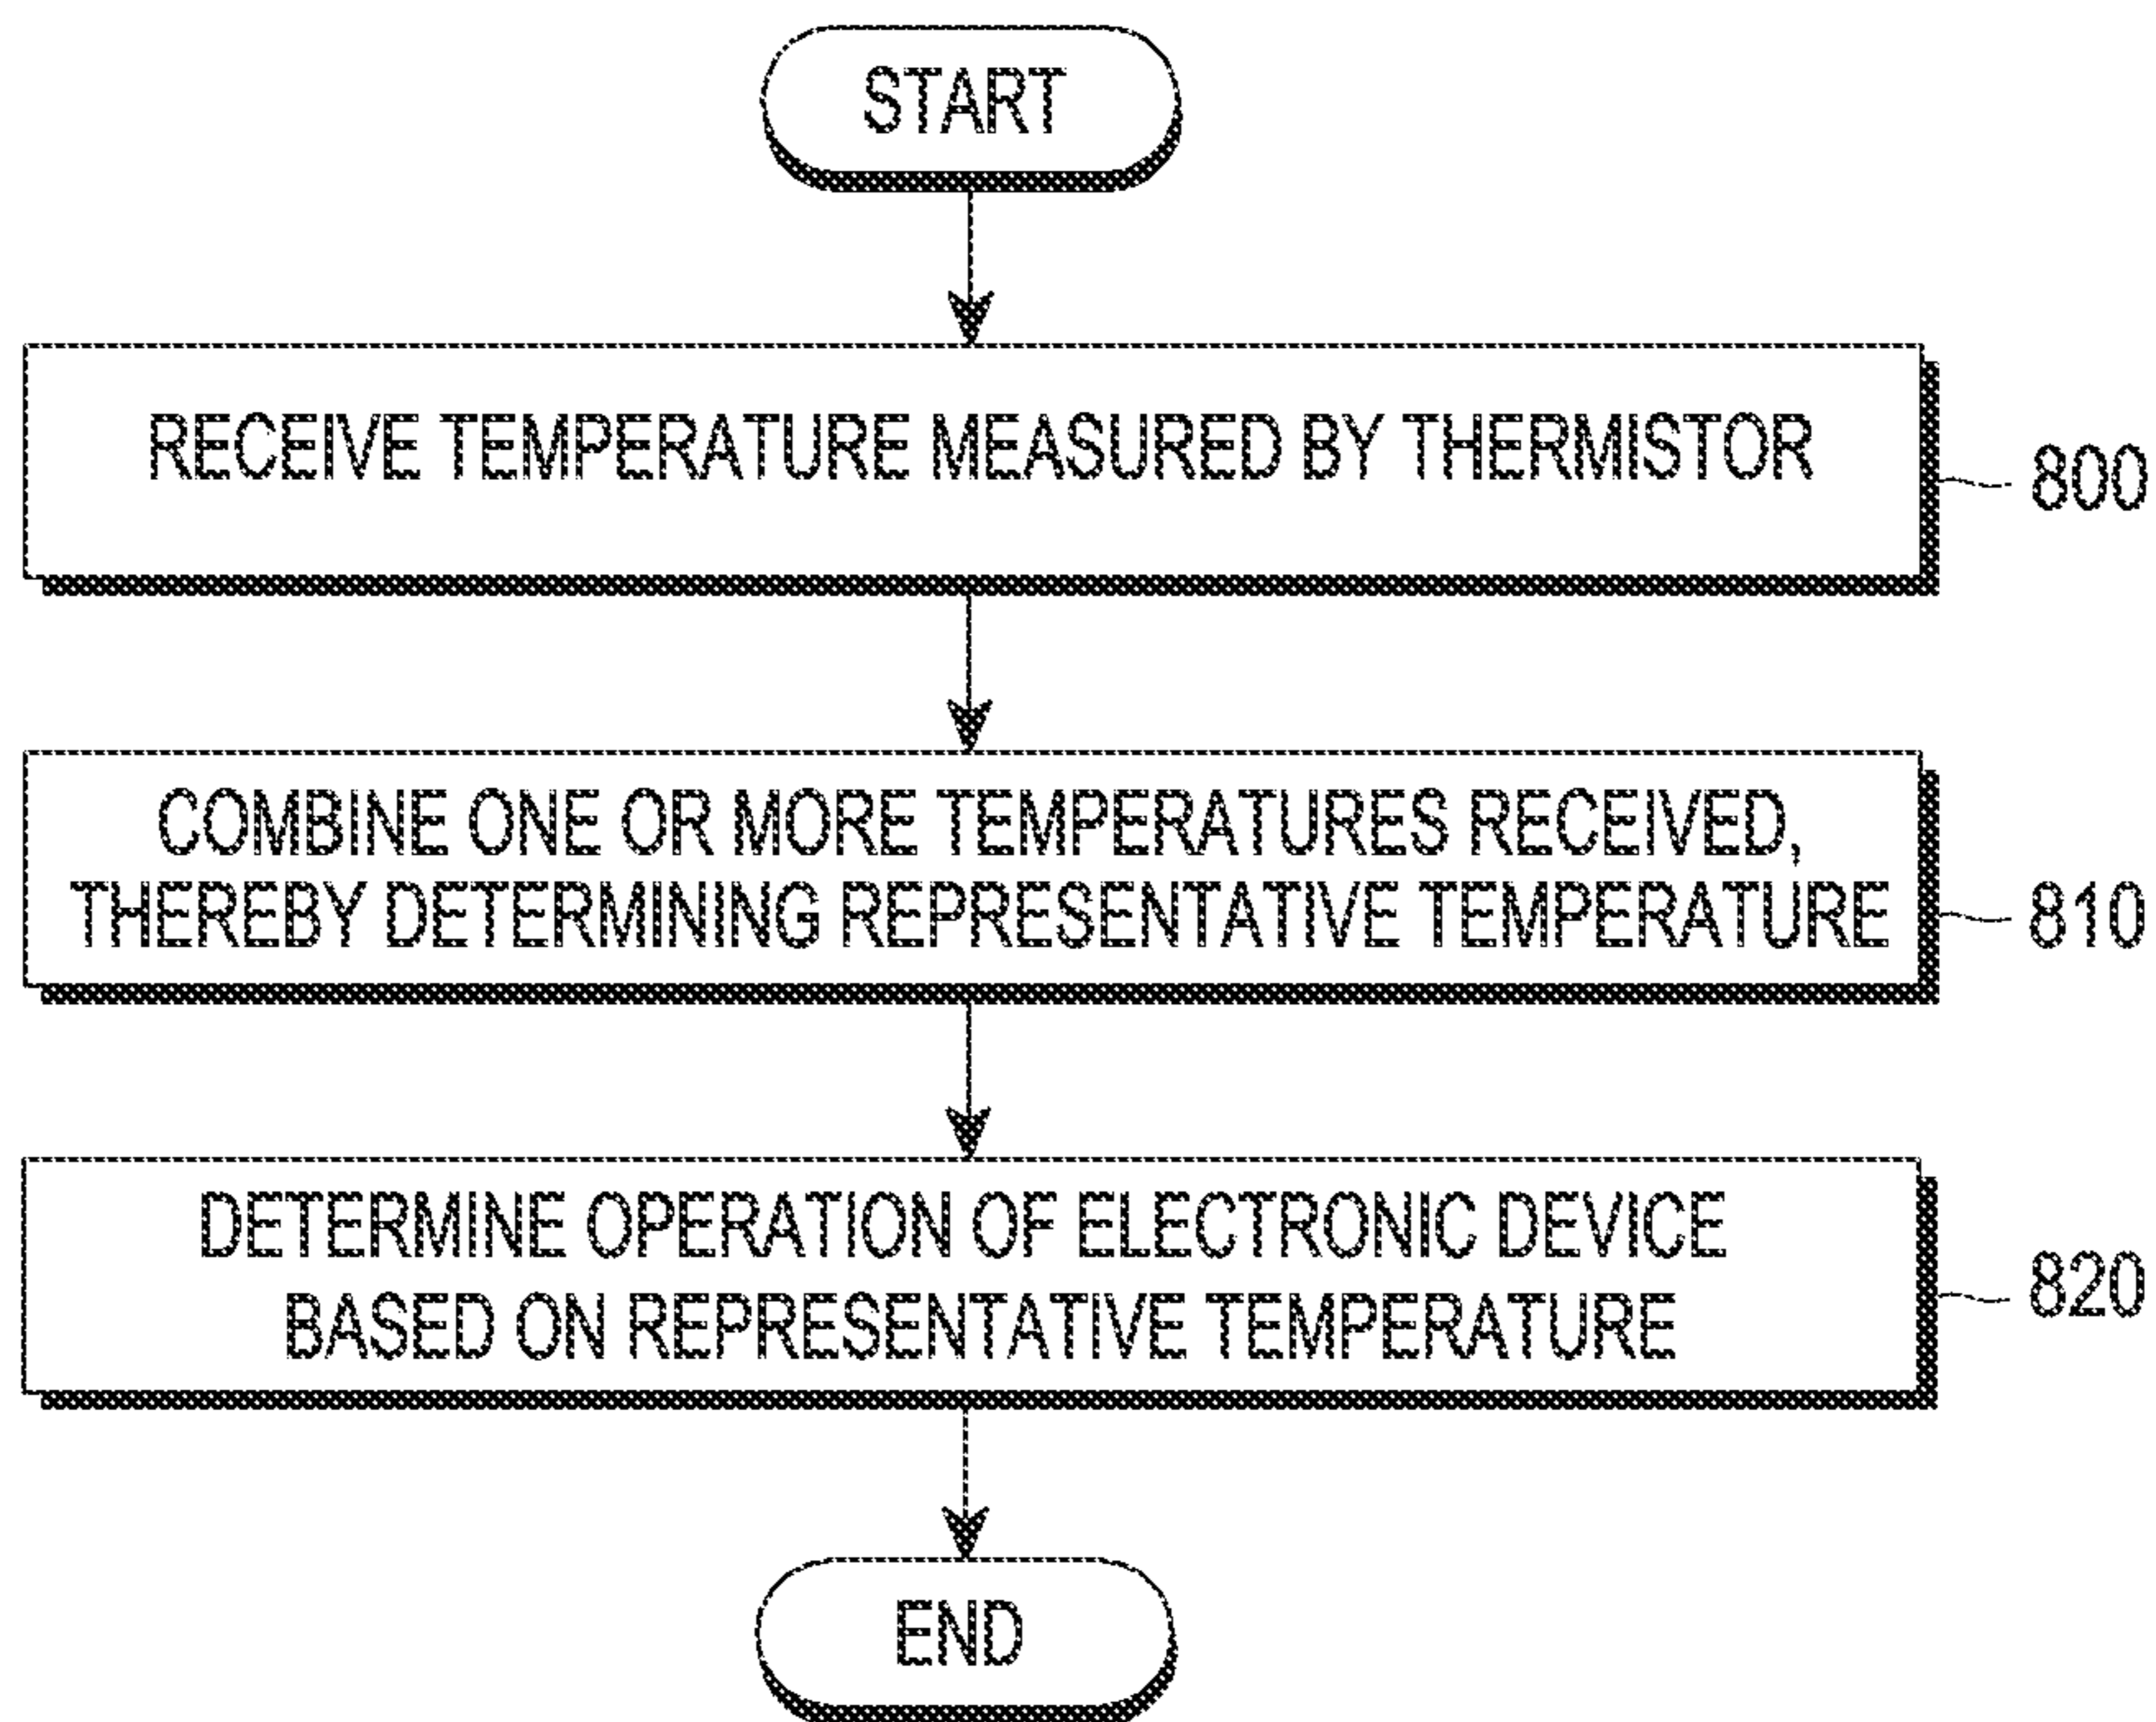 START
RECEIVE TEMPERATURE MEASURED BY THERMISTOR
800
COMBINE ONE OR MORE TEMPERATURES RECEIVED,
THEREBY DETERMINING REPRESENTATIVE TEMPERATURE
810
DETERMINE OPERATION OF ELECTRONIC DEVICE
BASED ON REPRESENTATIVE TEMPERATURE
820
END